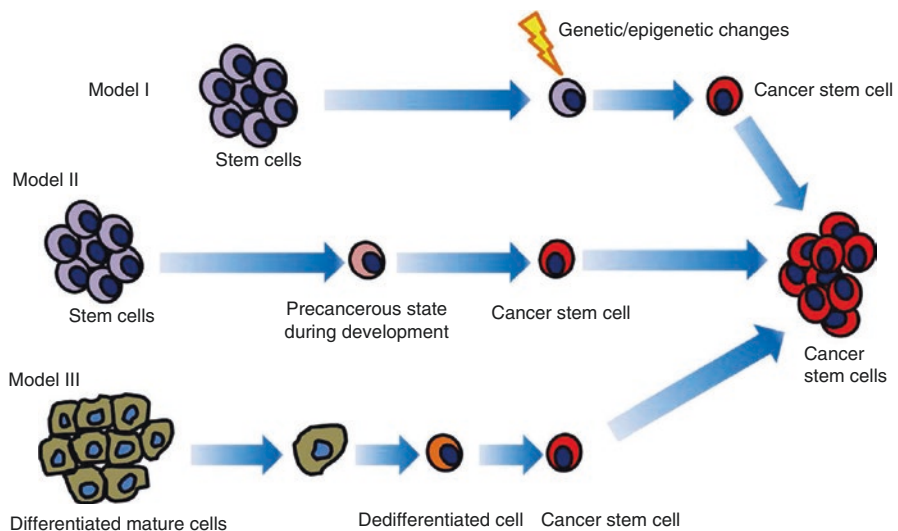 Genetic/epigenetic changes
Model I
Cancer stem cell
Stem cells
Model II
Stem cells
Precancerous state
during development
Cancer stem cell
Cancer
stem cells
Model III
Differentiated mature cells
Dedifferentiated cell
Cancer stem cell